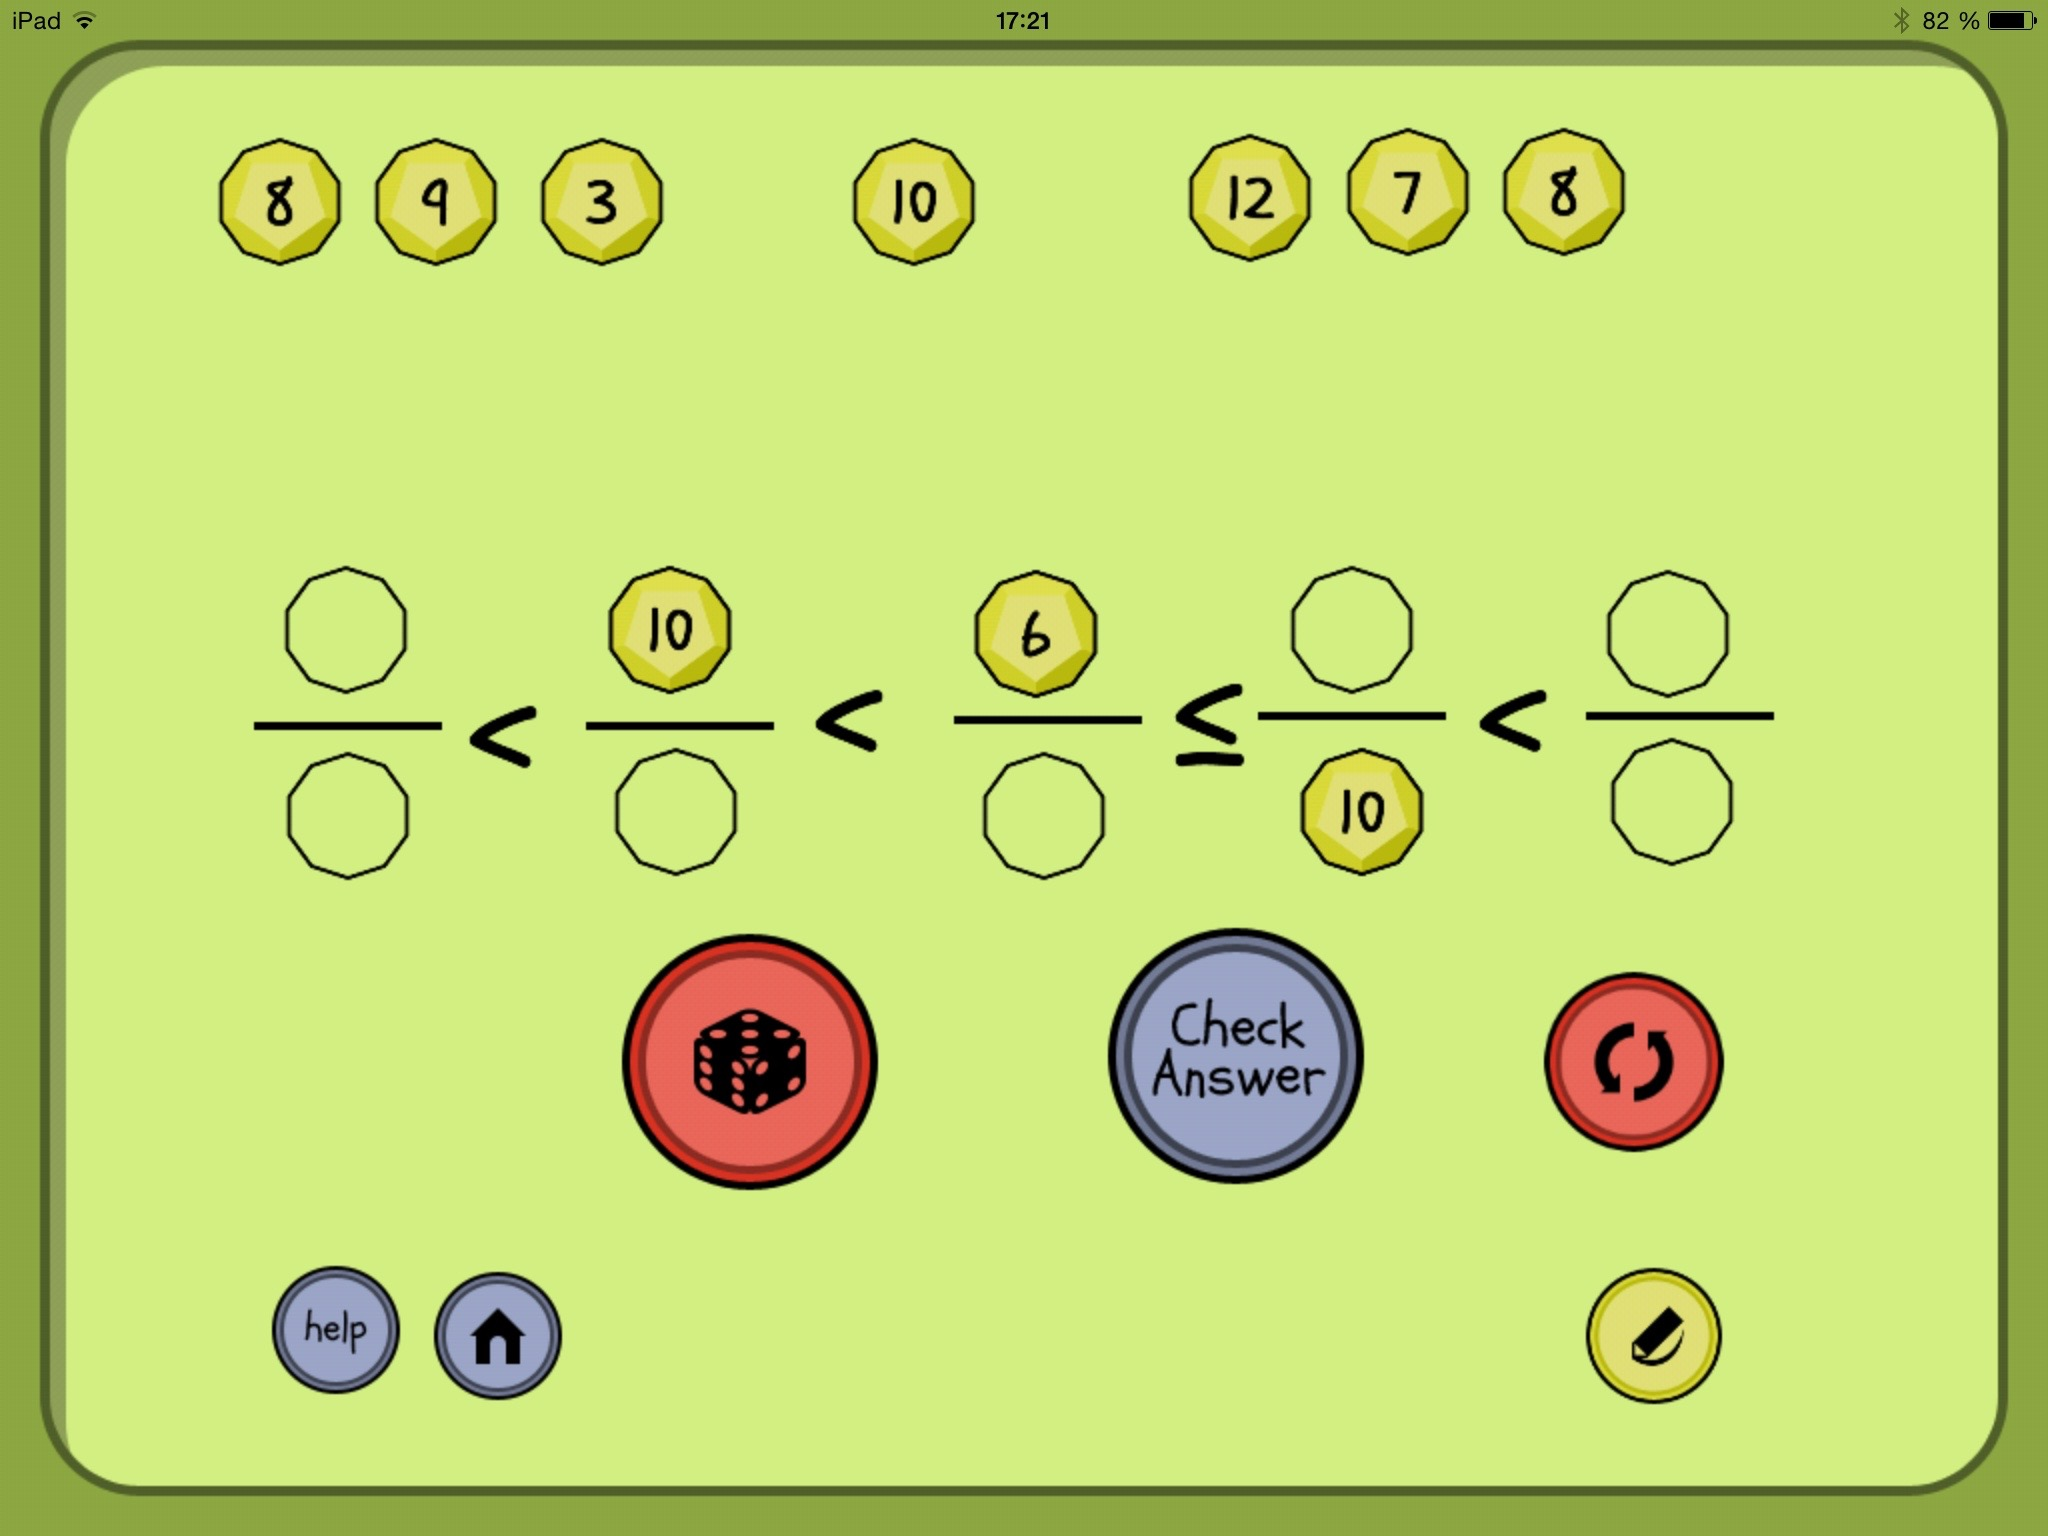 iPad 17:21 82 %
8 9 3 10 12 7 8
10 6
< < ≤ <
10
Check
Answer
help